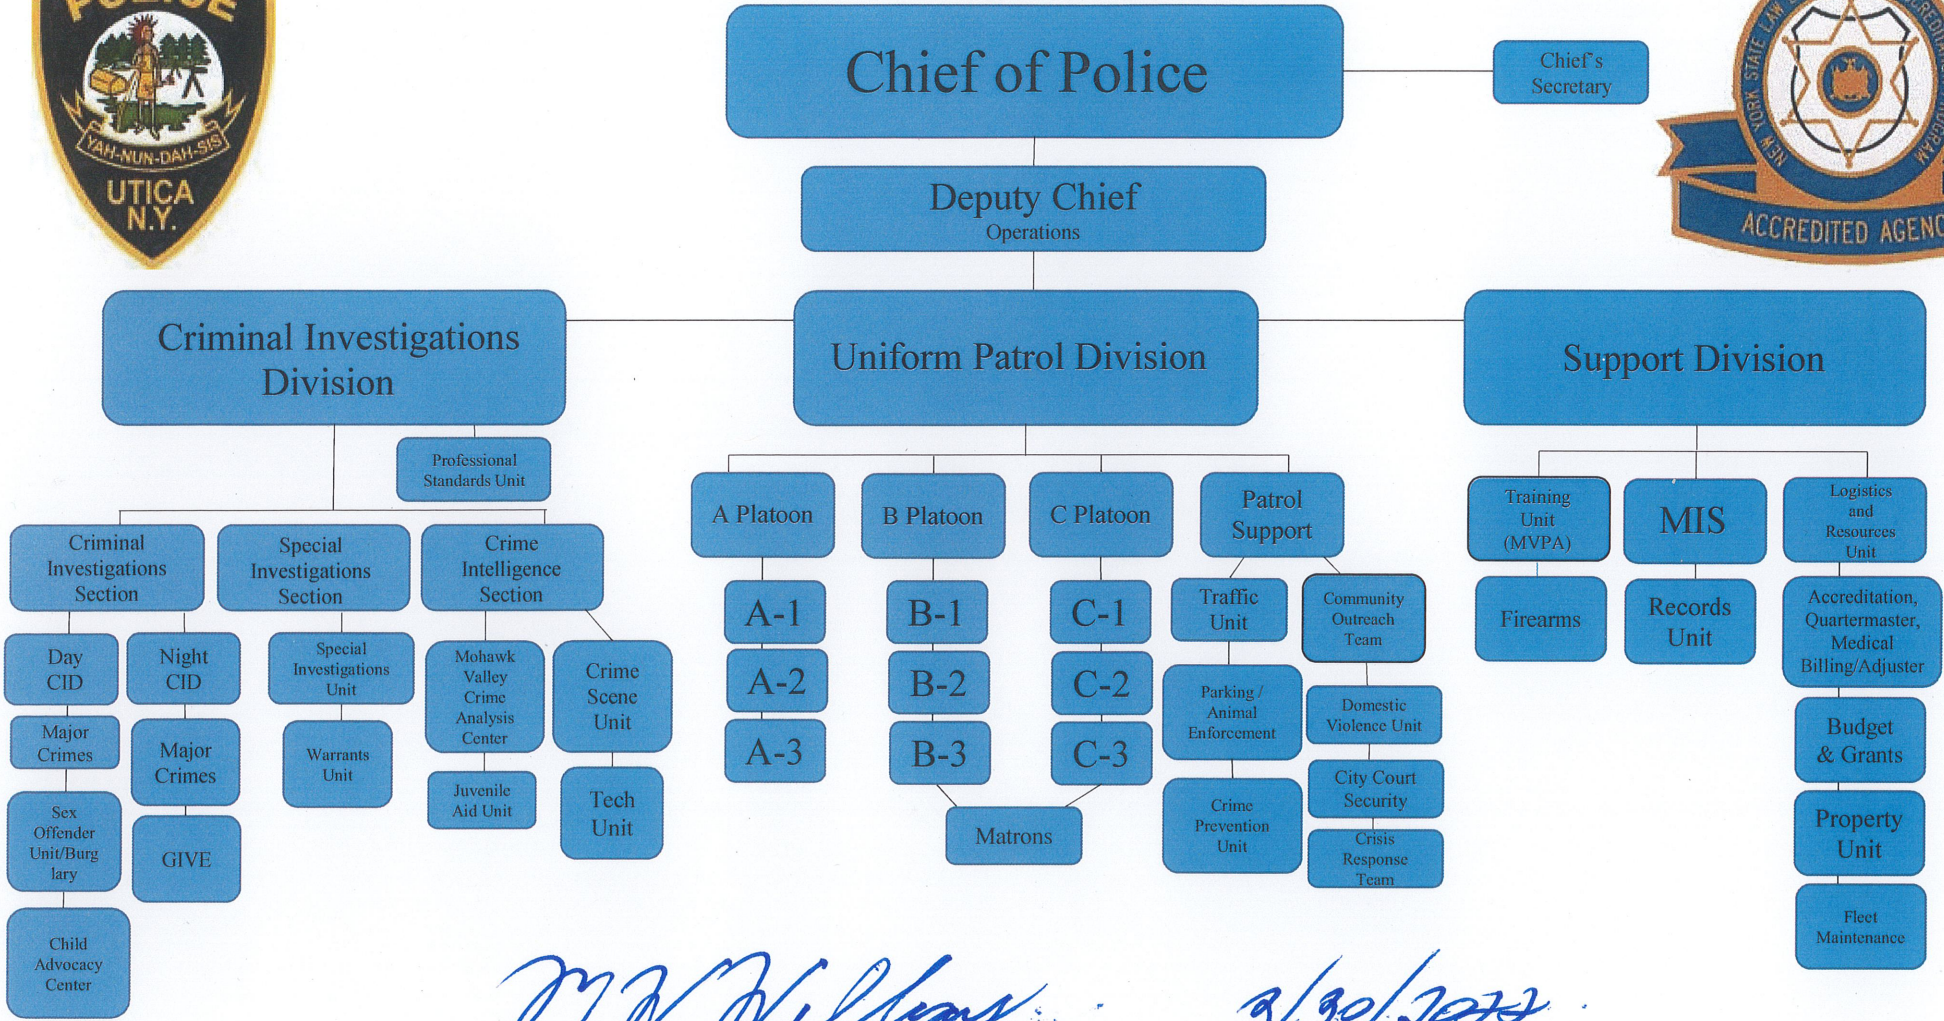 POLICE
YAH-NUN-DAH-SIS
UTICA
N.Y.
Chief of Police
Chief's
Secretary
NEW YORK STATE LAW
PROGRAM
ACCREDITED AGENC
Deputy Chief
Operations
Criminal Investigations
Division
Uniform Patrol Division
Support Division
Professional
Standards Unit
Criminal
Investigations
Section
Special
Investigations
Section
Crime
Intelligence
Section
A Platoon
B Platoon
C Platoon
Patrol
Support
Training
Unit
(MVPA)
MIS
Logistics
and
Resources
Unit
Day
CID
Night
CID
Special
Investigations
Unit
Mohawk
Valley
Crime
Analysis
Center
Crime
Scene
Unit
A-1
B-1
C-1
Traffic
Unit
Community
Outreach
Team
Firearms
Records
Unit
Accreditation,
Quartermaster,
Medical
Billing/Adjuster
Major
Crimes
Major
Crimes
Warrants
Unit
Juvenile
Aid Unit
Tech
Unit
A-2
B-2
C-2
Parking /
Animal
Enforcement
Domestic
Violence Unit
Budget
& Grants
Sex
Offender
Unit/Burg
lary
GIVE
A-3
B-3
C-3
Matrons
Crime
Prevention
Unit
City Court
Security
Crisis
Response
Team
Property
Unit
Fleet
Maintenance
Child
Advocacy
Center